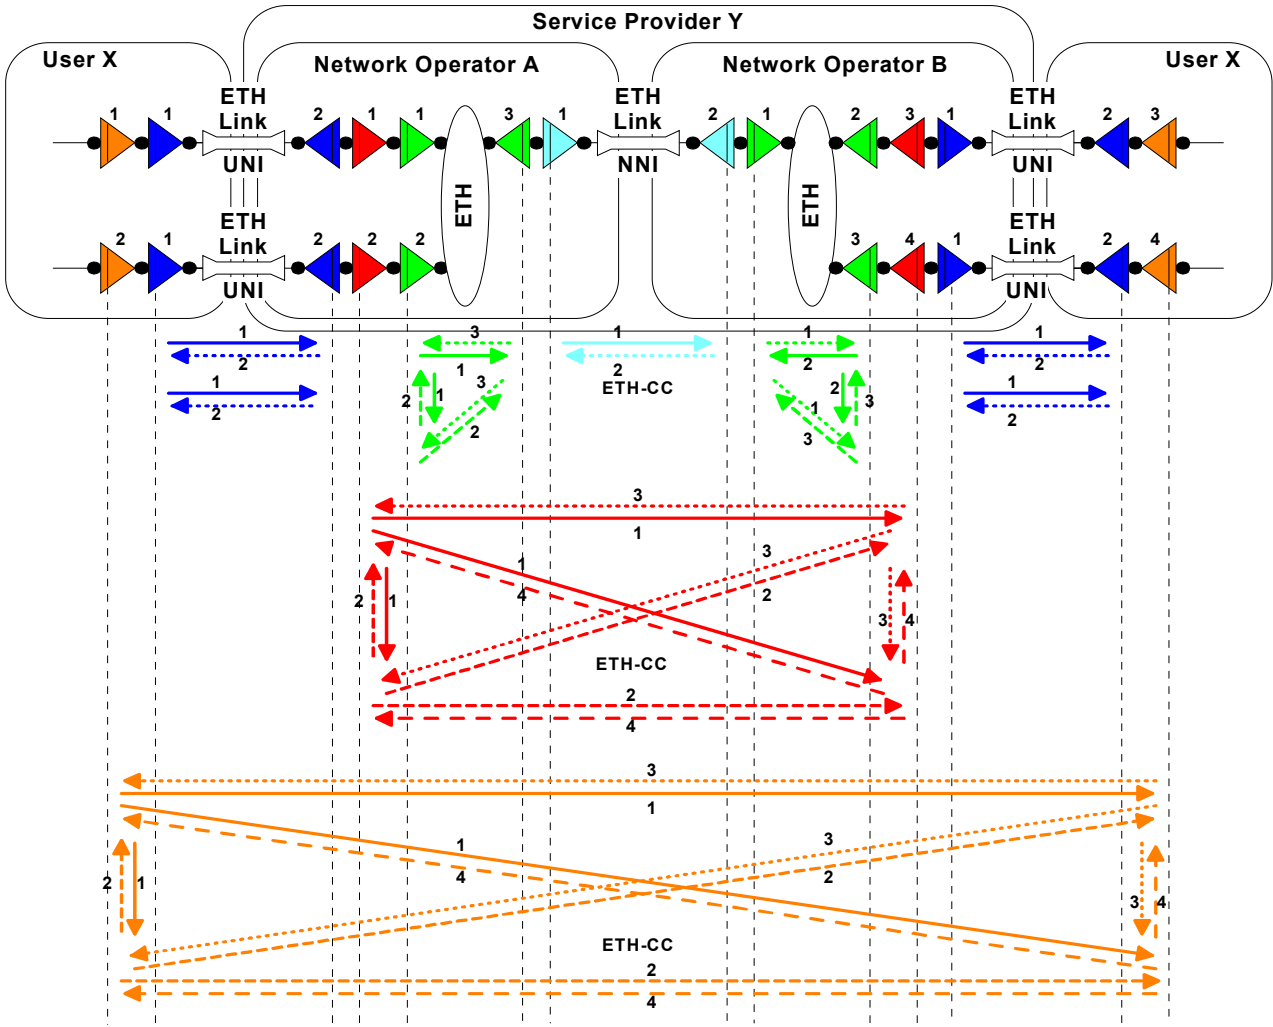 Service Provider Y
User X
Network Operator A
Network Operator B
User X
ETH
Link
UNI
ETH
Link
NNI
ETH
Link
UNI
1 1 2 1 1 3 1 2 1 2 3 1 2 3
ETH
ETH
ETH
Link
UNI
ETH
Link
UNI
2 1 2 2 2 3 4 1 2 4
1 3 1 1 1
2 1 2 2 2
ETH-CC
1 2 1 3 2 1 3 1
2 2 3 2
3
1
1 3
4 2
2 1 3 4
ETH-CC
2
4
3
1
1 3
4 2
2 1 3 4
ETH-CC
2
4